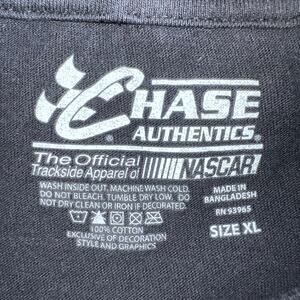 CHASE
AUTHENTICS®
The Official
Trackside Apparel of NASCAR
WASH INSIDE OUT. MACHINE WASH COLD.
DO NOT BLEACH. TUMBLE DRY LOW. DO
NOT DRY CLEAN OR IRON IF DECORATED.
100% COTTON
EXCLUSIVE OF DECORATION
STYLE AND GRAPHICS
MADE IN
BANGLADESH
RN 93965
SIZE XL